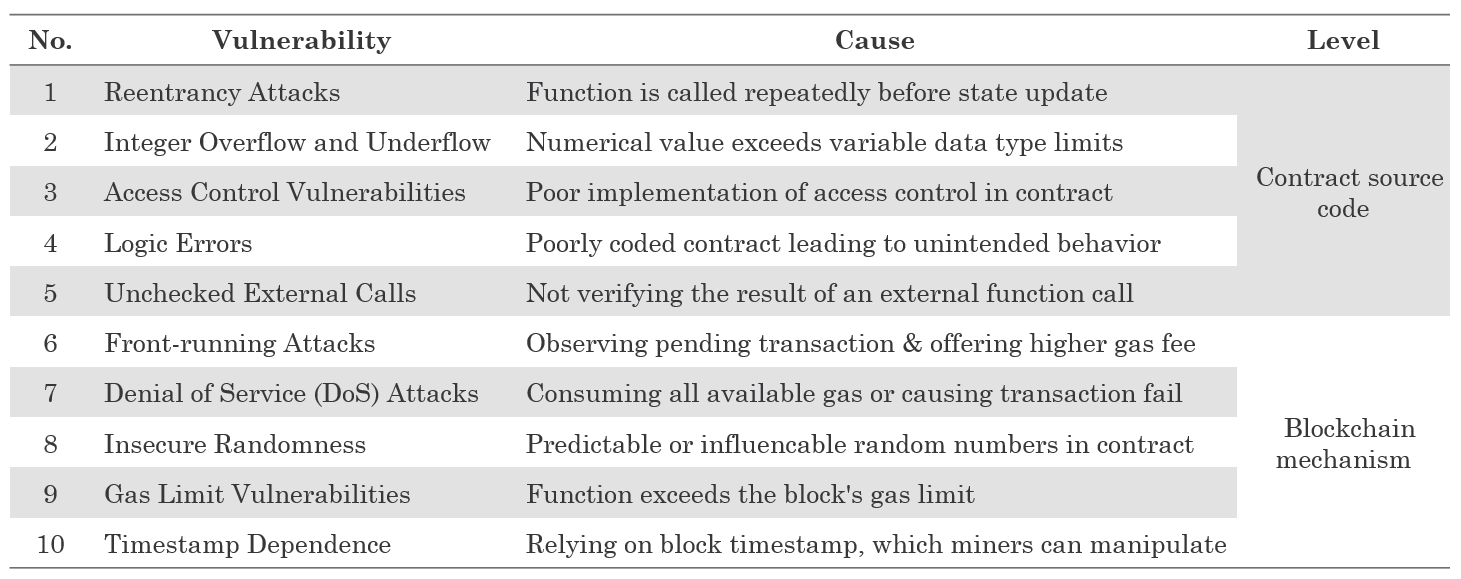 No. Vulnerability Cause Level
1 Reentrancy Attacks Function is called repeatedly before state update
2 Integer Overflow and Underflow Numerical value exceeds variable data type limits
3 Access Control Vulnerabilities Poor implementation of access control in contract
Contract source
code
4 Logic Errors Poorly coded contract leading to unintended behavior
5 Unchecked External Calls Not verifying the result of an external function call
6 Front-running Attacks Observing pending transaction & offering higher gas fee
7 Denial of Service (DoS) Attacks Consuming all available gas or causing transaction fail
8 Insecure Randomness Predictable or influencable random numbers in contract
Blockchain
mechanism
9 Gas Limit Vulnerabilities Function exceeds the block's gas limit
10 Timestamp Dependence Relying on block timestamp, which miners can manipulate